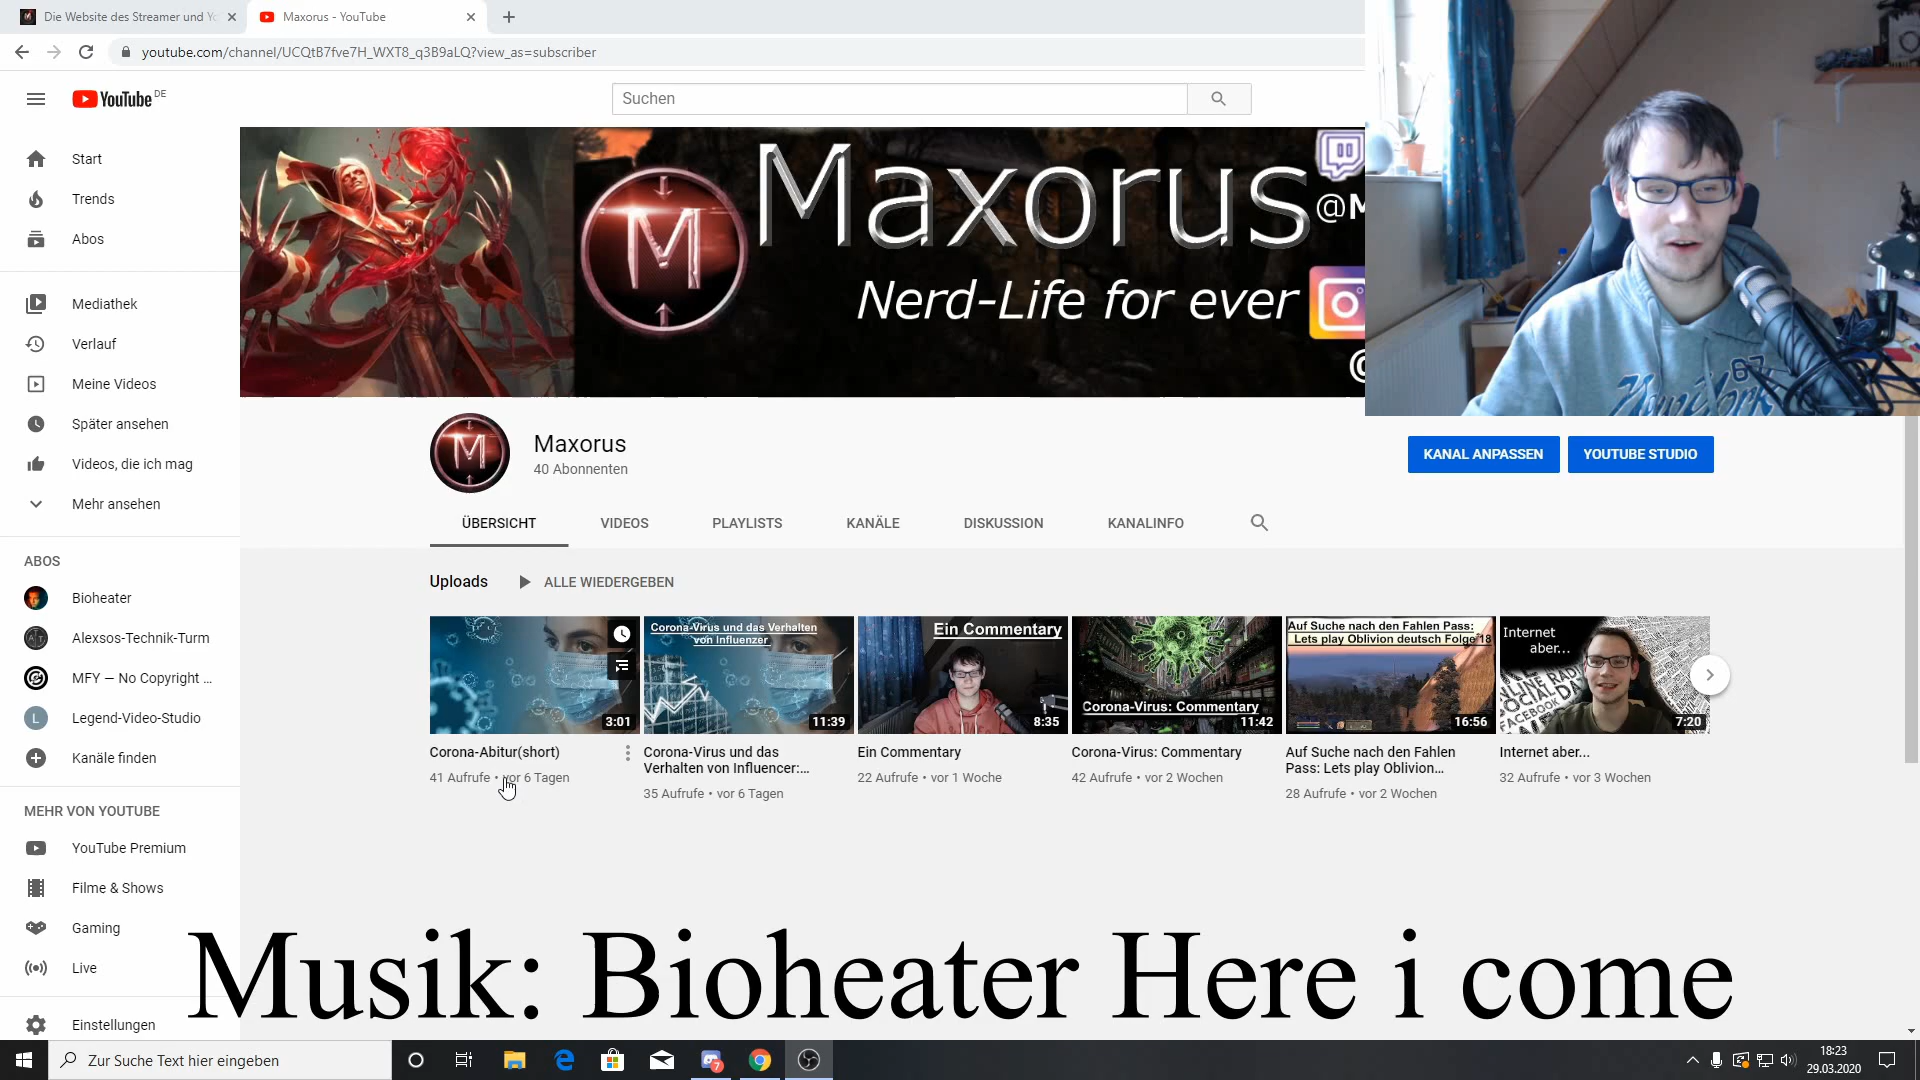 Die Website des Streamer und Yo
Maxorus - YouTube
youtube.com/channel/UCQtB7fve7H_WXT8_q3B9aLQ?view_as=subscriber
YouTube DE
Suchen
Start
Trends
Abos
Mediathek
Verlauf
Meine Videos
Später ansehen
Videos, die ich mag
Mehr ansehen
ABOS
Bioheater
Alexsos-Technik-Turm
MFY — No Copyright ...
L
Legend-Video-Studio
Kanäle finden
MEHR VON YOUTUBE
YouTube Premium
Filme & Shows
Gaming
Live
Einstellungen
M
Maxorus
Nerd-Life for ever
@M
@
M
Maxorus
40 Abonnenten
KANAL ANPASSEN
YOUTUBE STUDIO
ÜBERSICHT
VIDEOS
PLAYLISTS
KANÄLE
DISKUSSION
KANALINFO
Uploads
ALLE WIEDERGEBEN
3:01
Corona-Abitur(short)
41 Aufrufe • vor 6 Tagen
Corona-Virus und das Verhalten
von Influenzer
11:39
Corona-Virus und das
Verhalten von Influencer:...
35 Aufrufe • vor 6 Tagen
Ein Commentary
8:35
Ein Commentary
22 Aufrufe • vor 1 Woche
Corona-Virus: Commentary
11:42
Corona-Virus: Commentary
42 Aufrufe • vor 2 Wochen
Auf Suche nach den Fahlen Pass:
Lets play Oblivion deutsch Folge 18
16:56
Auf Suche nach den Fahlen
Pass: Lets play Oblivion...
28 Aufrufe • vor 2 Wochen
Internet
aber...
7:20
Internet aber...
32 Aufrufe • vor 3 Wochen
Musik: Bioheater Here i come
Zur Suche Text hier eingeben
7
18:23
29.03.2020